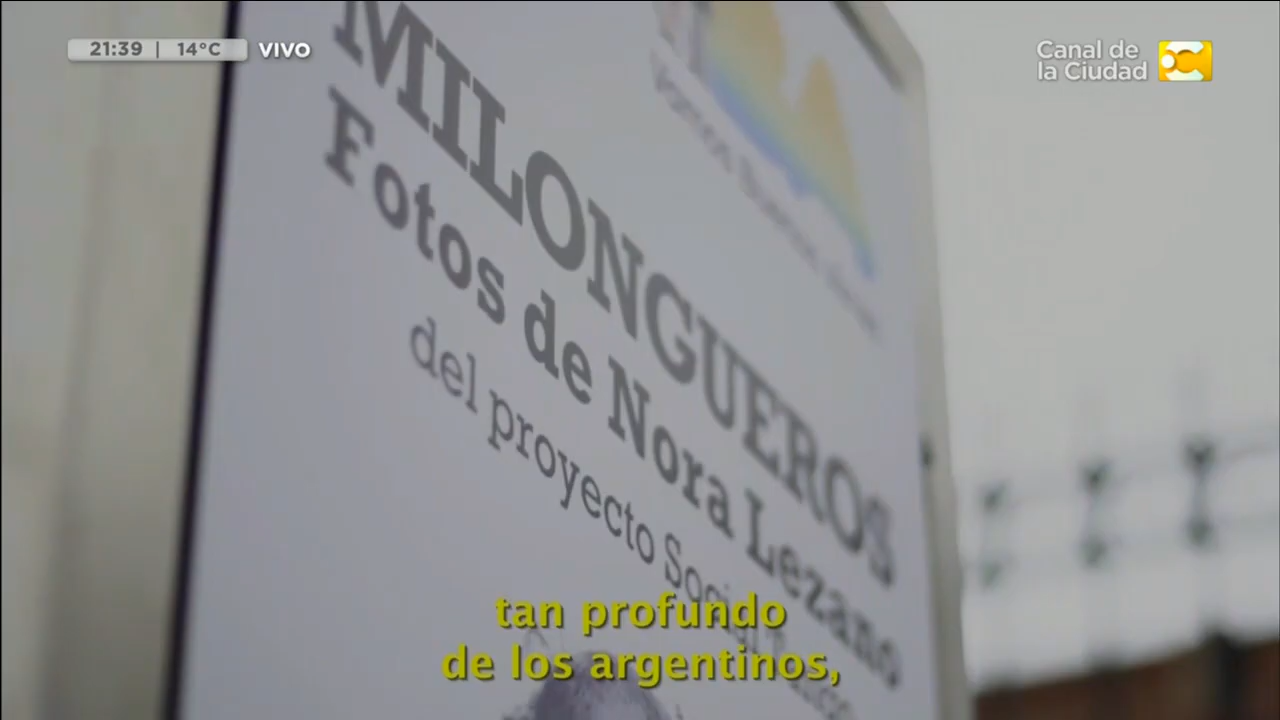 21:39 | 14°C VIVO
Canal de
la Ciudad
MILONGUEROS
Fotos de Nora Lezano
del proyecto Social
tan profundo
de los argentinos,